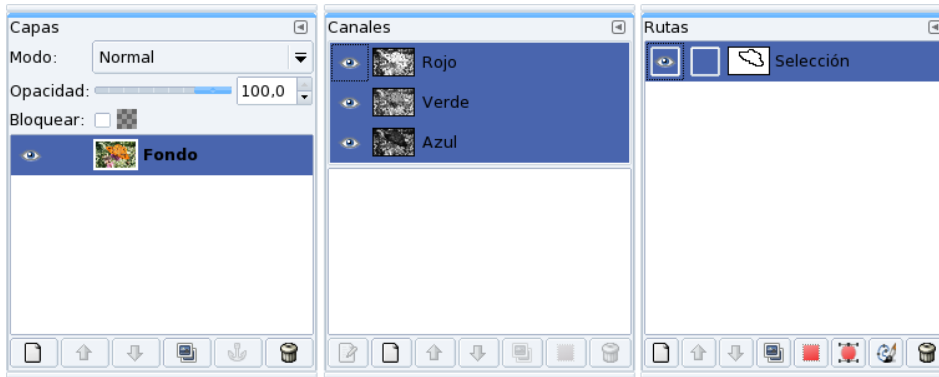 Capas
Modo: Normal
Opacidad: 100,0
Bloquear:
Fondo
Canales
Rojo
Verde
Azul
Rutas
Selección